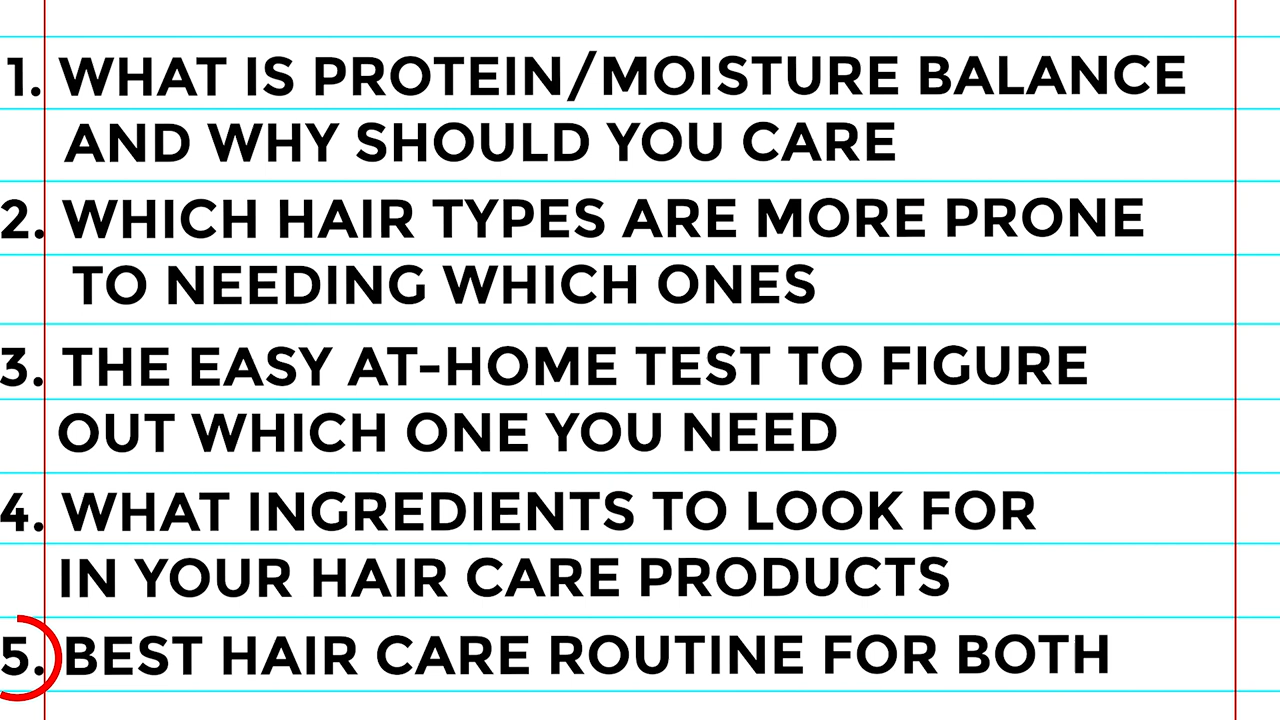 1. WHAT IS PROTEIN/MOISTURE BALANCE
AND WHY SHOULD YOU CARE
2. WHICH HAIR TYPES ARE MORE PRONE
TO NEEDING WHICH ONES
3. THE EASY AT-HOME TEST TO FIGURE
OUT WHICH ONE YOU NEED
4. WHAT INGREDIENTS TO LOOK FOR
IN YOUR HAIR CARE PRODUCTS
5. BEST HAIR CARE ROUTINE FOR BOTH